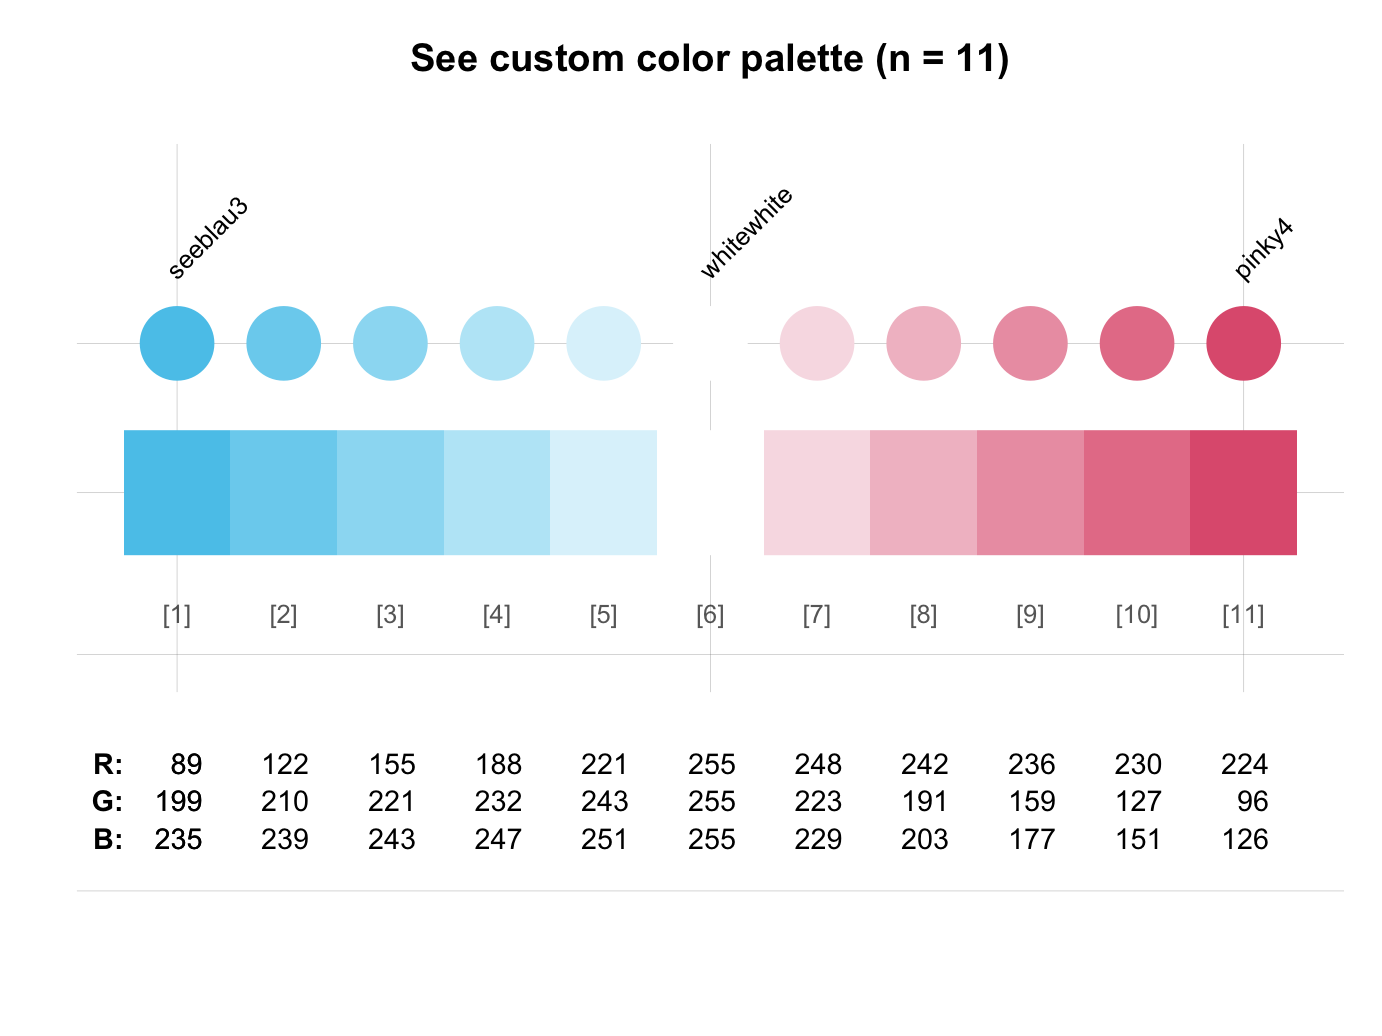 See custom color palette (n = 11)
seeblau3 whitewhite pinky4
[1] [2] [3] [4] [5] [6] [7] [8] [9] [10] [11]
R: 89 122 155 188 221 255 248 242 236 230 224
G: 199 210 221 232 243 255 223 191 159 127 96
B: 235 239 243 247 251 255 229 203 177 151 126